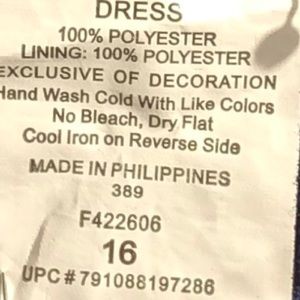 DRESS
100% POLYESTER
LINING: 100% POLYESTER
EXCLUSIVE OF DECORATION
Hand Wash Cold With Like Colors
No Bleach, Dry Flat
Cool Iron on Reverse Side
MADE IN PHILIPPINES
389
F422606
16
UPC # 791088197286